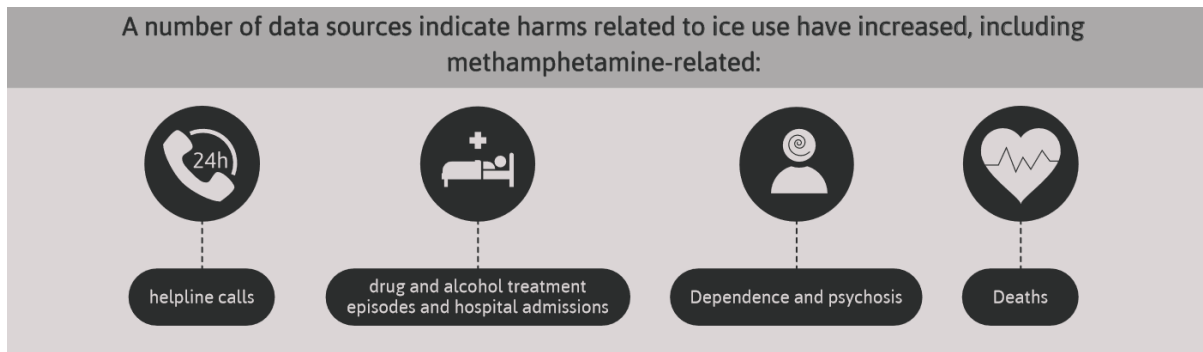 A number of data sources indicate harms related to ice use have increased, including
methamphetamine-related:
24h
helpline calls
drug and alcohol treatment
episodes and hospital admissions
Dependence and psychosis
Deaths